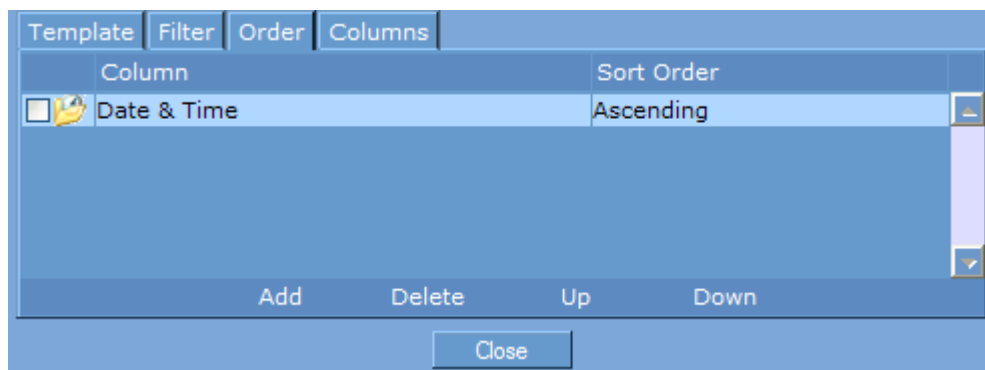 Template Filter Order Columns
Column Sort Order
Date & Time Ascending
Add Delete Up Down
Close